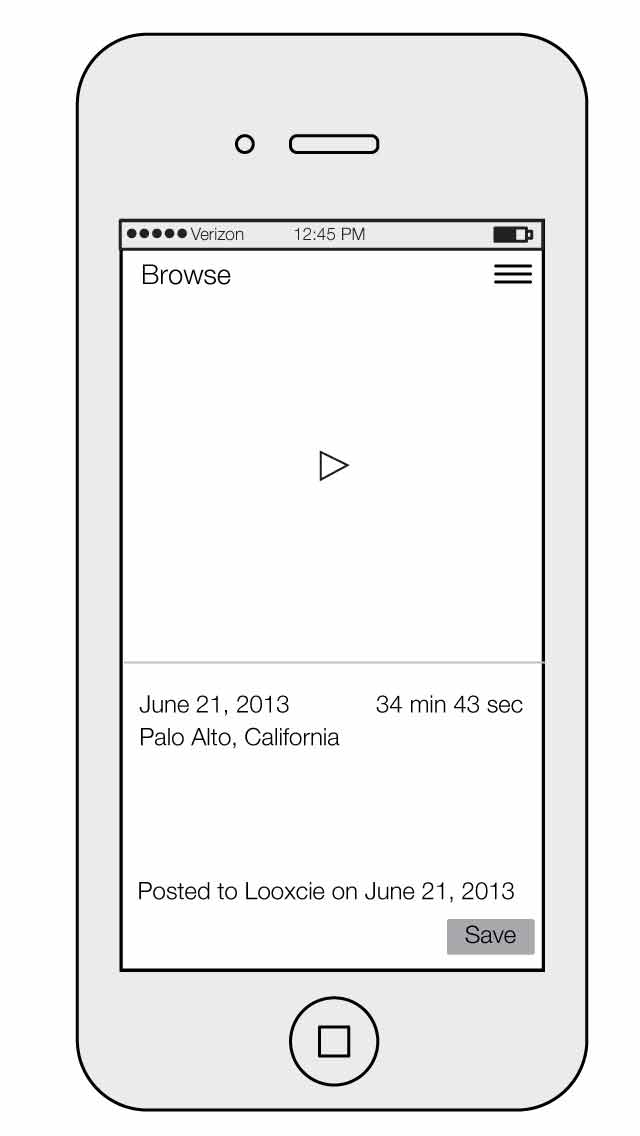 Verizon 12:45 PM
Browse
June 21, 2013 34 min 43 sec
Palo Alto, California
Posted to Looxcie on June 21, 2013
Save